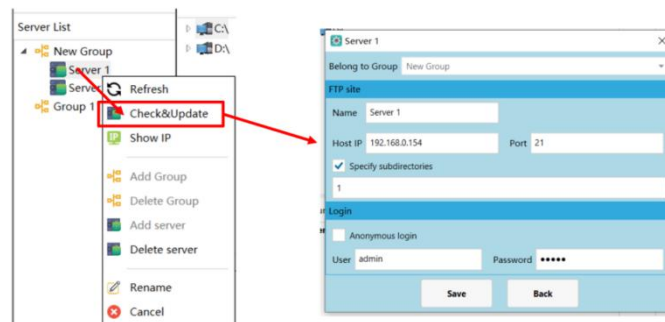 Server List
New Group
Server 1
Server
Group 1
C:\
D:\
Refresh
Check&Update
Show IP
Add Group
Delete Group
Add server
Delete server
Rename
Cancel
Server 1
Belong to Group New Group
FTP site
Name Server 1
Host IP 192.168.0.154 Port 21
Specify subdirectories
1
Login
Anonymous login
User admin Password •••••
Save Back